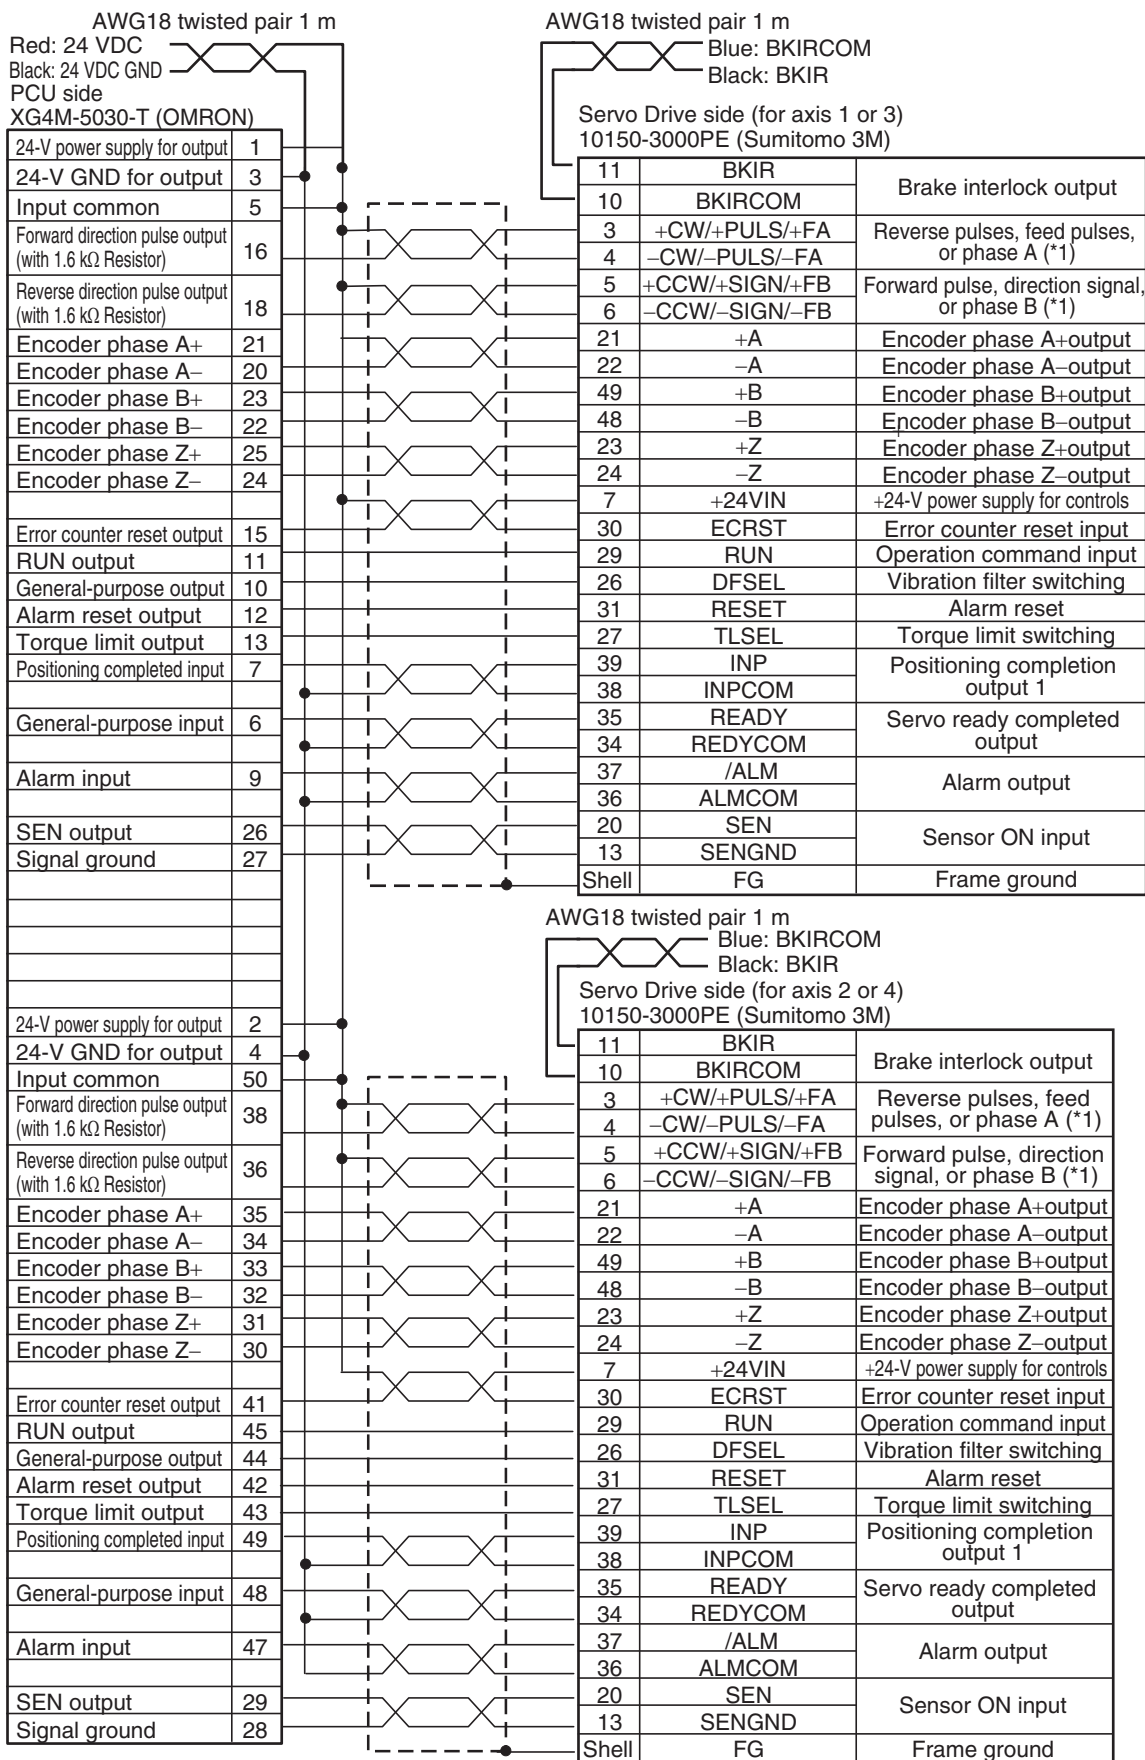 AWG18 twisted pair 1 m
Red: 24 VDC
Black: 24 VDC GND
PCU side
XG4M-5030-T (OMRON)
24-V power supply for output 1
24-V GND for output 3
Input common 5
Forward direction pulse output
(with 1.6 kΩ Resistor) 16
Reverse direction pulse output
(with 1.6 kΩ Resistor) 18
Encoder phase A+ 21
Encoder phase A− 20
Encoder phase B+ 23
Encoder phase B− 22
Encoder phase Z+ 25
Encoder phase Z− 24
Error counter reset output 15
RUN output 11
General-purpose output 10
Alarm reset output 12
Torque limit output 13
Positioning completed input 7
General-purpose input 6
Alarm input 9
SEN output 26
Signal ground 27
24-V power supply for output 2
24-V GND for output 4
Input common 50
Forward direction pulse output
(with 1.6 kΩ Resistor) 38
Reverse direction pulse output
(with 1.6 kΩ Resistor) 36
Encoder phase A+ 35
Encoder phase A− 34
Encoder phase B+ 33
Encoder phase B− 32
Encoder phase Z+ 31
Encoder phase Z− 30
Error counter reset output 41
RUN output 45
General-purpose output 44
Alarm reset output 42
Torque limit output 43
Positioning completed input 49
General-purpose input 48
Alarm input 47
SEN output 29
Signal ground 28
AWG18 twisted pair 1 m
Blue: BKIRCOM
Black: BKIR
Servo Drive side (for axis 1 or 3)
10150-3000PE (Sumitomo 3M)
11 BKIR
Brake interlock output
10 BKIRCOM
3 +CW/+PULS/+FA Reverse pulses, feed pulses,
4 −CW/−PULS/−FA or phase A (*1)
5 +CCW/+SIGN/+FB Forward pulse, direction signal,
6 −CCW/−SIGN/−FB or phase B (*1)
21 +A Encoder phase A+output
22 −A Encoder phase A−output
49 +B Encoder phase B+output
48 −B Encoder phase B−output
23 +Z Encoder phase Z+output
24 −Z Encoder phase Z−output
7 +24VIN +24-V power supply for controls
30 ECRST Error counter reset input
29 RUN Operation command input
26 DFSEL Vibration filter switching
31 RESET Alarm reset
27 TLSEL Torque limit switching
39 INP Positioning completion
38 INPCOM output 1
35 READY Servo ready completed
34 REDYCOM output
37 /ALM
Alarm output
36 ALMCOM
20 SEN
Sensor ON input
13 SENGND
Shell FG Frame ground
AWG18 twisted pair 1 m
Blue: BKIRCOM
Black: BKIR
Servo Drive side (for axis 2 or 4)
10150-3000PE (Sumitomo 3M)
11 BKIR
Brake interlock output
10 BKIRCOM
3 +CW/+PULS/+FA Reverse pulses, feed
4 −CW/−PULS/−FA pulses, or phase A (*1)
5 +CCW/+SIGN/+FB Forward pulse, direction
6 −CCW/−SIGN/−FB signal, or phase B (*1)
21 +A Encoder phase A+output
22 −A Encoder phase A−output
49 +B Encoder phase B+output
48 −B Encoder phase B−output
23 +Z Encoder phase Z+output
24 −Z Encoder phase Z−output
7 +24VIN +24-V power supply for controls
30 ECRST Error counter reset input
29 RUN Operation command input
26 DFSEL Vibration filter switching
31 RESET Alarm reset
27 TLSEL Torque limit switching
39 INP Positioning completion
38 INPCOM output 1
35 READY Servo ready completed
34 REDYCOM output
37 /ALM
Alarm output
36 ALMCOM
20 SEN
Sensor ON input
13 SENGND
Shell FG Frame ground